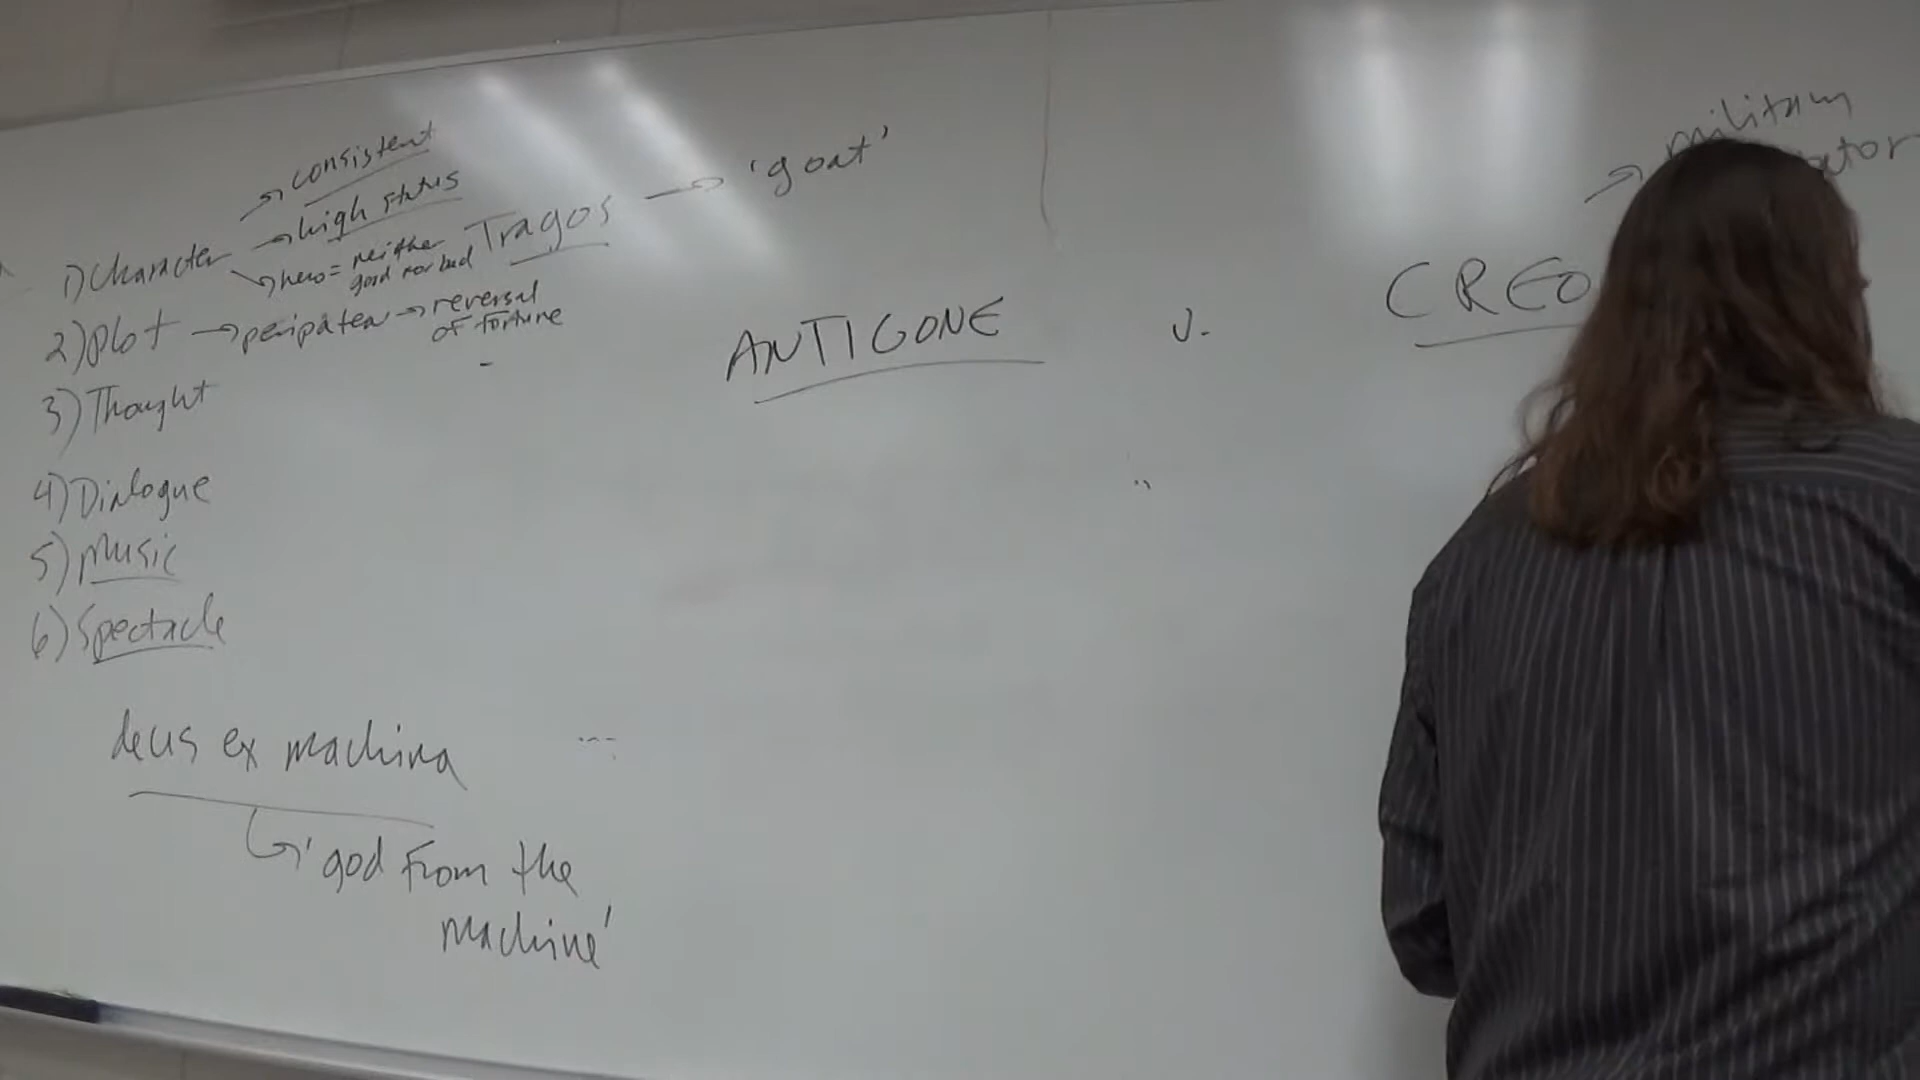 → consistent
→ high status
1) Character
→ hero = neither
good nor bad
Tragos → 'goat'
2) plot → peripatea → reversal
of fortune
3) Thought
4) Dialogue
5) Music
6) Spectacle
deus ex machina
'god from the
machine'
ANTIGONE v. CREO
→ military